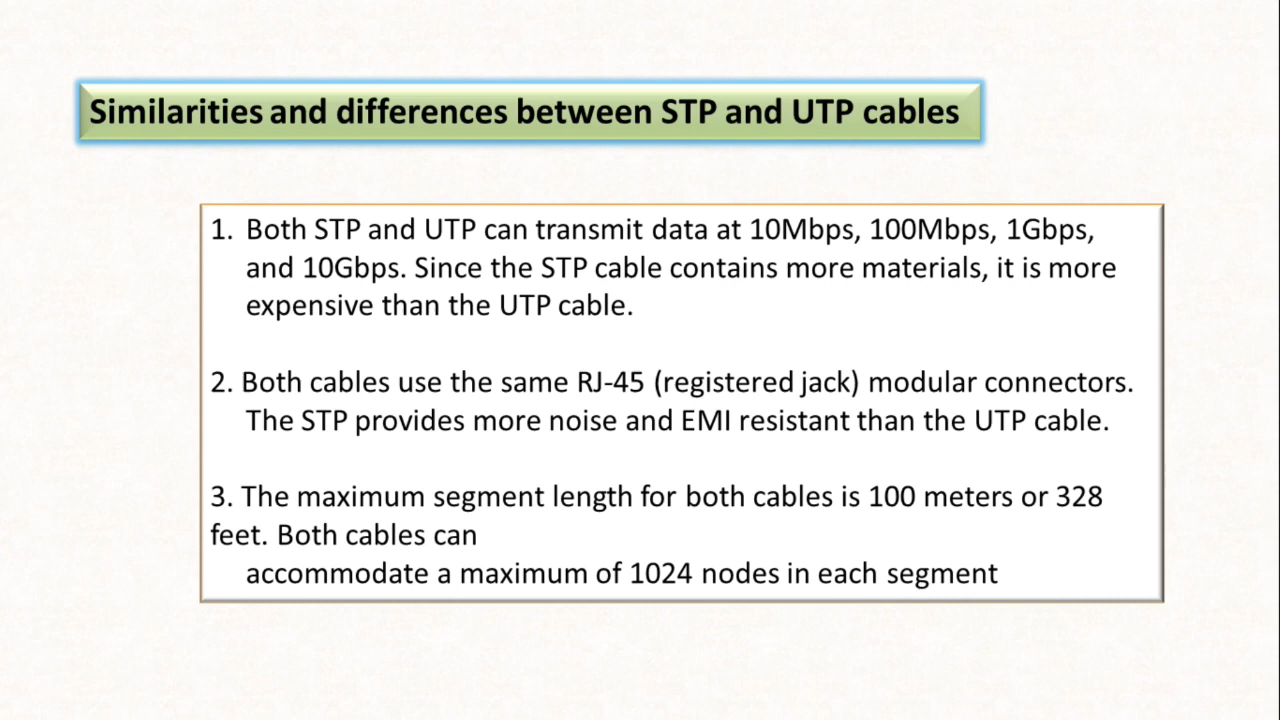 Similarities and differences between STP and UTP cables
1. Both STP and UTP can transmit data at 10Mbps, 100Mbps, 1Gbps,
and 10Gbps. Since the STP cable contains more materials, it is more
expensive than the UTP cable.
2. Both cables use the same RJ-45 (registered jack) modular connectors.
The STP provides more noise and EMI resistant than the UTP cable.
3. The maximum segment length for both cables is 100 meters or 328
feet. Both cables can
accommodate a maximum of 1024 nodes in each segment